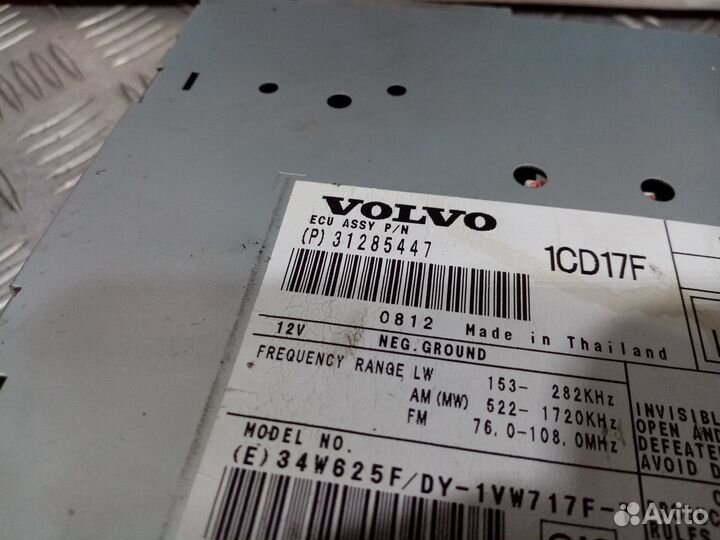 VOLVO
ECU ASSY P/N
(P) 31285447
1CD17F
0812 Made in Thailand
12V NEG.GROUND
FREQUENCY RANGE LW 153- 282KHz
AM (MW) 522- 1720KHz
FM 76.0-108.0MHz
INVISIBL
OPEN AND
DEFEATE
AVOID D
MODEL NO.
(E) 34W625F/DY-1VW717F-
RULES
Avito